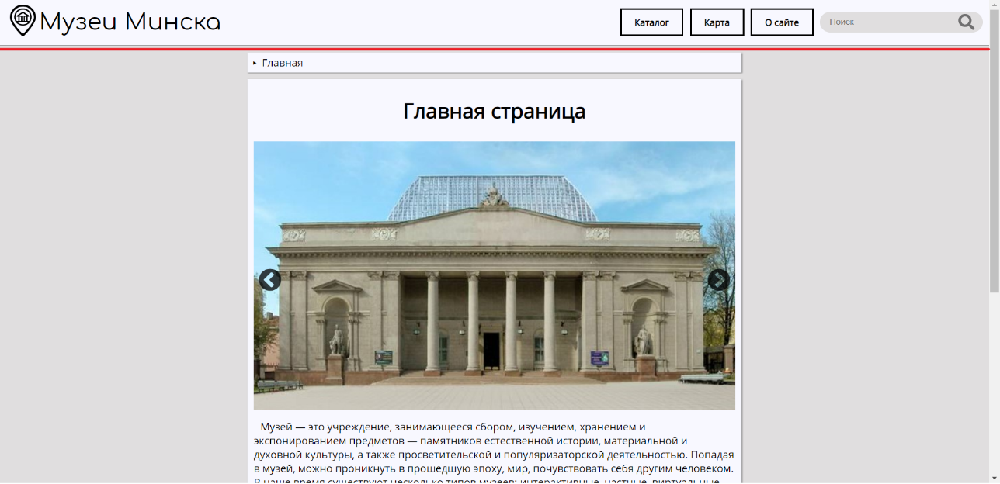 Музеи Минска
Каталог
Карта
О сайте
Поиск
Главная
Главная страница
Музей — это учреждение, занимающееся сбором, изучением, хранением и
экспонированием предметов — памятников естественной истории, материальной и
духовной культуры, а также просветительской и популяризаторской деятельностью. Попадая
в музей, можно проникнуть в прошедшую эпоху, мир, почувствовать себя другим человеком.
В наше время существуют несколько типов музеев: интерактивные, частные, виртуальные